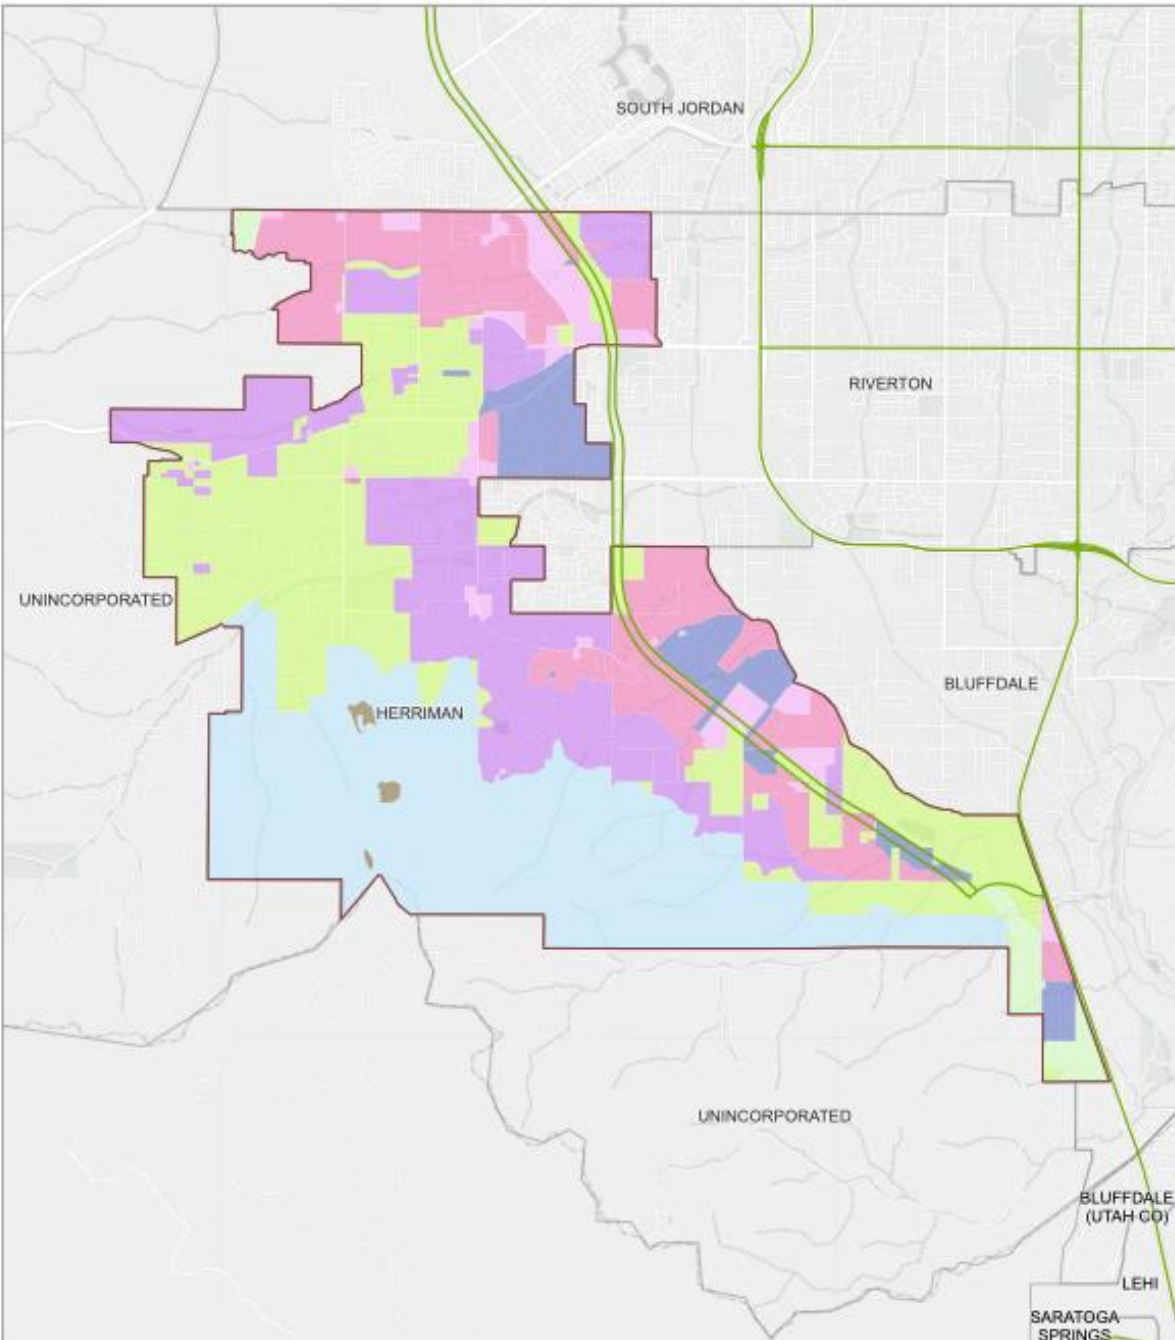 SOUTH JORDAN
RIVERTON
UNINCORPORATED
BLUFFDALE
HERRIMAN
UNINCORPORATED
BLUFFDALE
(UTAH CO)
LEHI
SARATOGA
SPRINGS